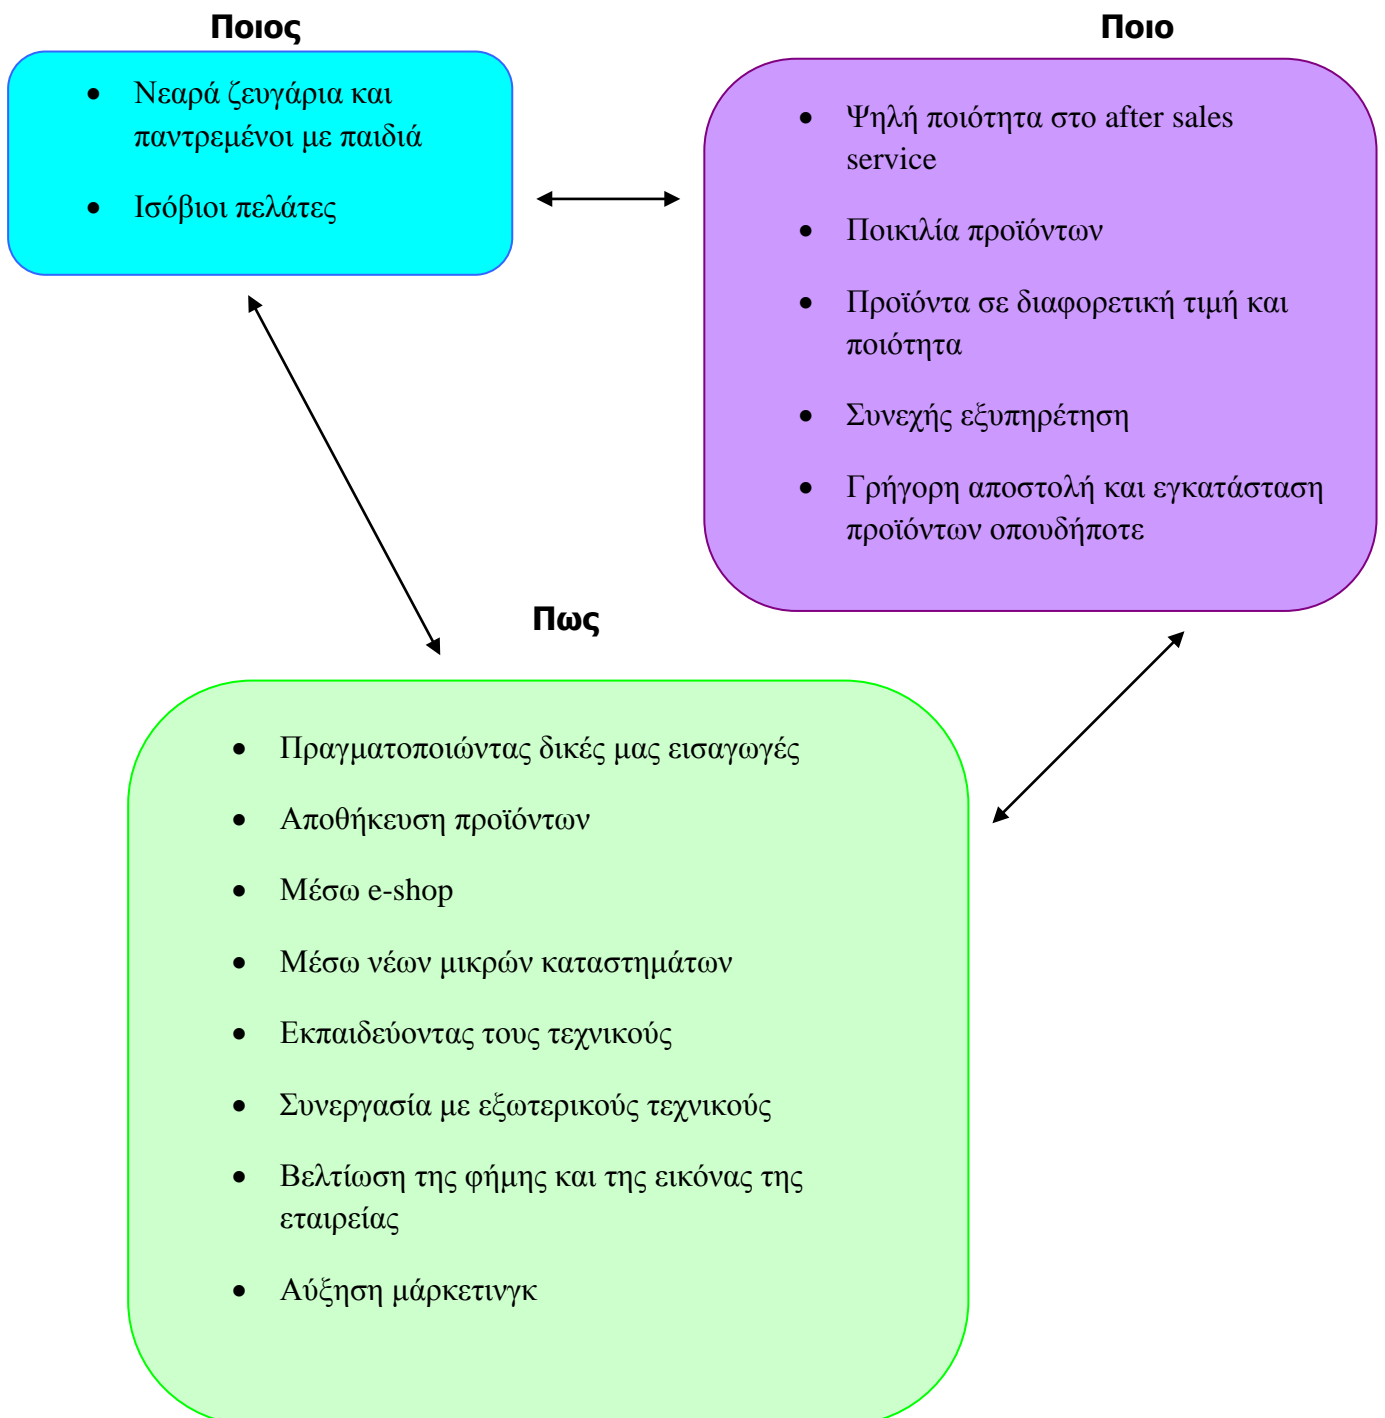 Ποιος
• Νεαρά ζευγάρια και
παντρεμένοι με παιδιά
• Ισόβιοι πελάτες
Ποιο
• Ψηλή ποιότητα στο after sales
service
• Ποικιλία προϊόντων
• Προϊόντα σε διαφορετική τιμή και
ποιότητα
• Συνεχής εξυπηρέτηση
• Γρήγορη αποστολή και εγκατάσταση
προϊόντων οπουδήποτε
Πως
• Πραγματοποιώντας δικές μας εισαγωγές
• Αποθήκευση προϊόντων
• Μέσω e-shop
• Μέσω νέων μικρών καταστημάτων
• Εκπαιδεύοντας τους τεχνικούς
• Συνεργασία με εξωτερικούς τεχνικούς
• Βελτίωση της φήμης και της εικόνας της
εταιρείας
• Αύξηση μάρκετινγκ